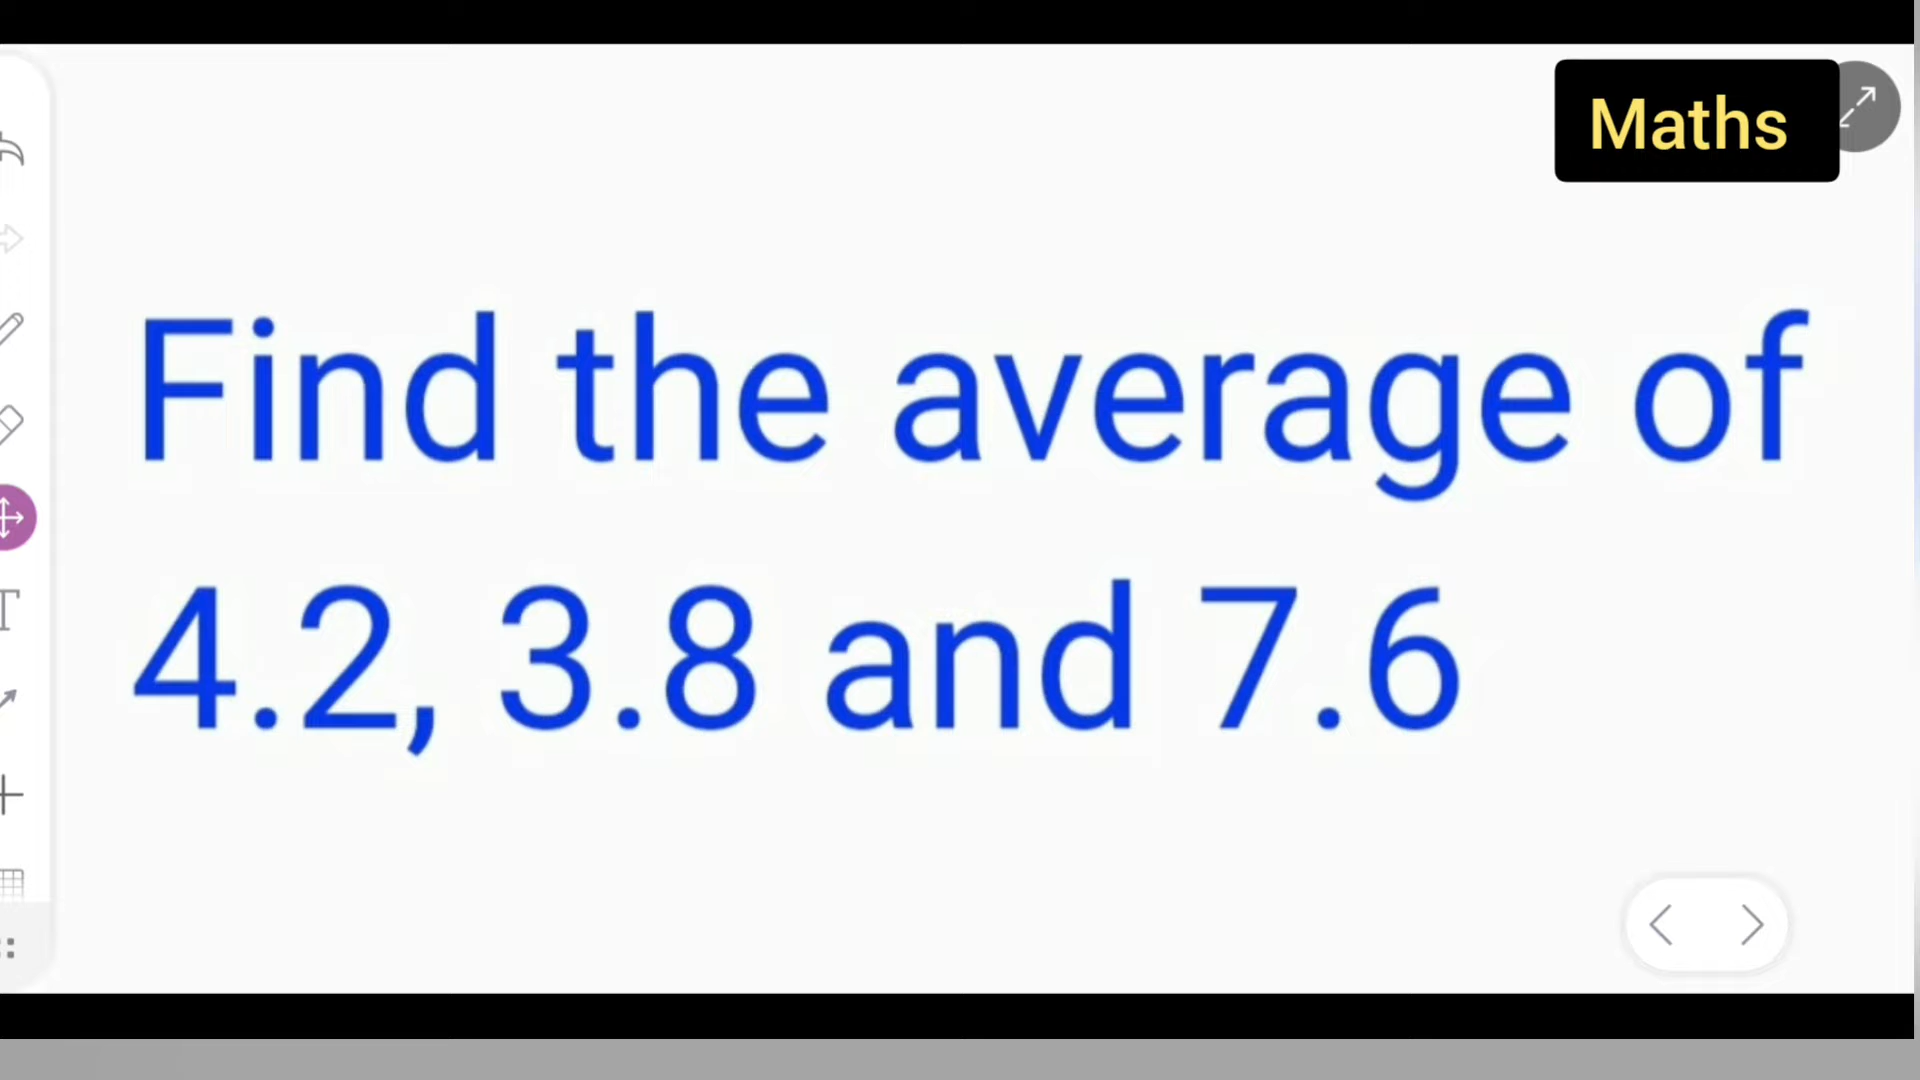 Maths
Find the average of
4.2, 3.8 and 7.6